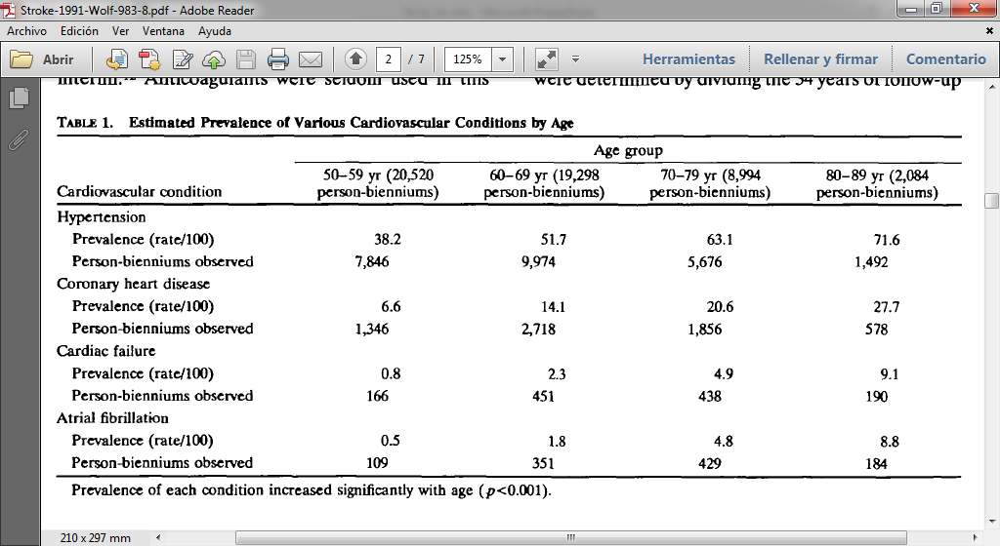 Stroke-1991-Wolf-983-8.pdf - Adobe Reader
Archivo Edición Ver Ventana Ayuda
Abrir 2 / 7 125% Herramientas Rellenar y firmar Comentario
interim. Anticoagulants were seldom used in this were determined by dividing the 34 years of follow-up
TABLE 1. Estimated Prevalence of Various Cardiovascular Conditions by Age
Age group
50–59 yr (20,520 60–69 yr (19,298 70–79 yr (8,994 80–89 yr (2,084
Cardiovascular condition person-bienniums) person-bienniums) person-bienniums) person-bienniums)
Hypertension
Prevalence (rate/100) 38.2 51.7 63.1 71.6
Person-bienniums observed 7,846 9,974 5,676 1,492
Coronary heart disease
Prevalence (rate/100) 6.6 14.1 20.6 27.7
Person-bienniums observed 1,346 2,718 1,856 578
Cardiac failure
Prevalence (rate/100) 0.8 2.3 4.9 9.1
Person-bienniums observed 166 451 438 190
Atrial fibrillation
Prevalence (rate/100) 0.5 1.8 4.8 8.8
Person-bienniums observed 109 351 429 184
Prevalence of each condition increased significantly with age (p<0.001).
210 x 297 mm